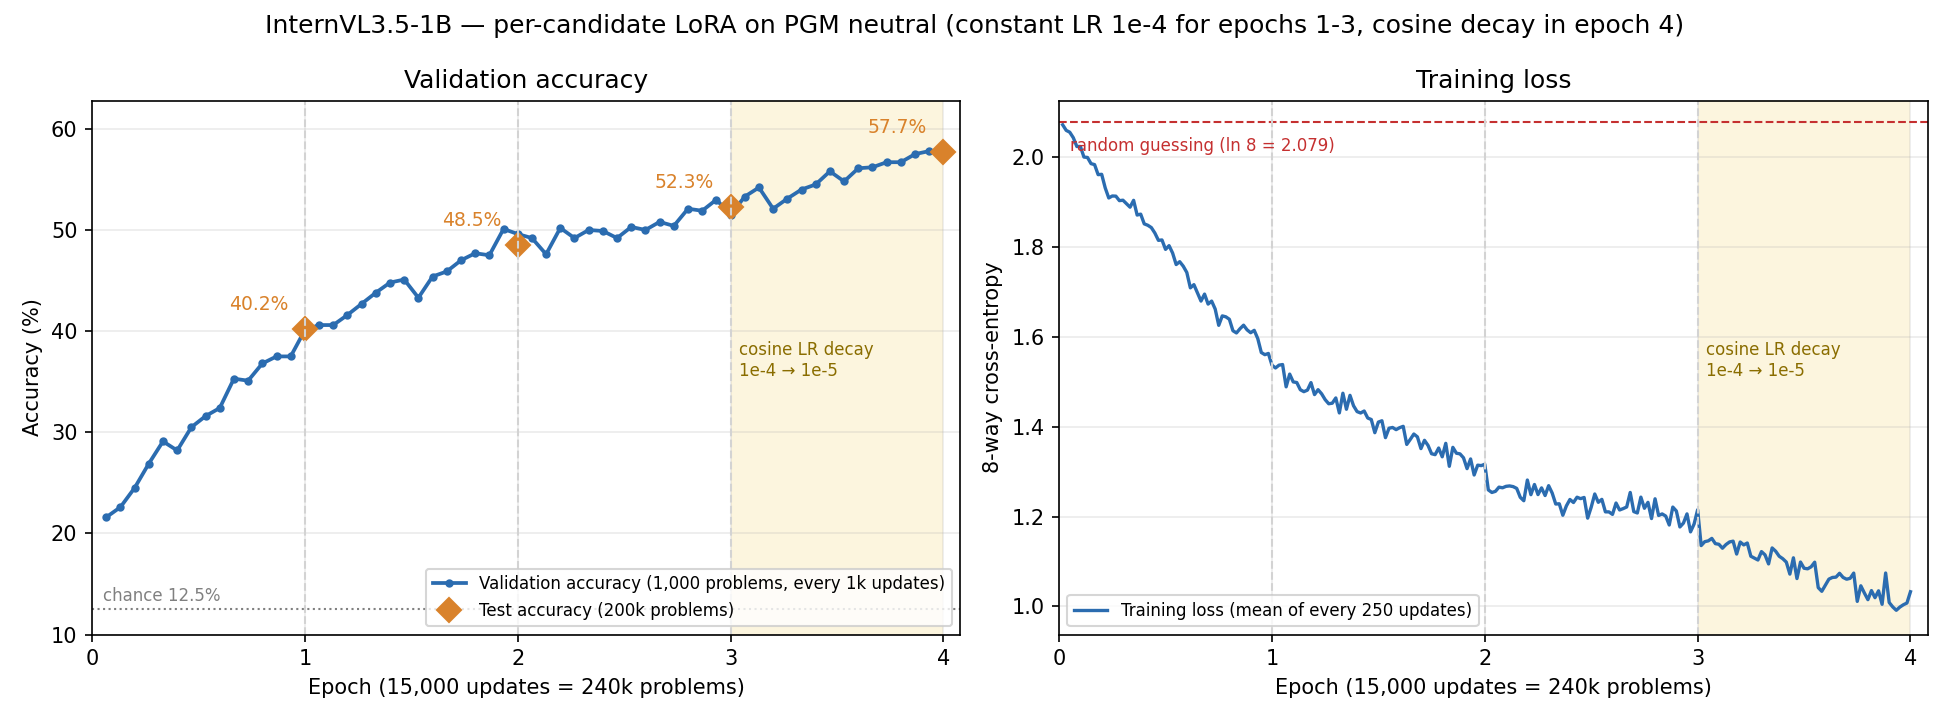 InternVL3.5-1B — per-candidate LoRA on PGM neutral (constant LR 1e-4 for epochs 1-3, cosine decay in epoch 4)
Validation accuracy
Accuracy (%)
60
50
40
30
20
10
57.7%
52.3%
48.5%
40.2%
cosine LR decay
1e-4 → 1e-5
chance 12.5%
Validation accuracy (1,000 problems, every 1k updates)
Test accuracy (200k problems)
0
1
2
3
4
Epoch (15,000 updates = 240k problems)
Training loss
8-way cross-entropy
2.0
1.8
1.6
1.4
1.2
1.0
random guessing (ln 8 = 2.079)
cosine LR decay
1e-4 → 1e-5
Training loss (mean of every 250 updates)
0
1
2
3
4
Epoch (15,000 updates = 240k problems)